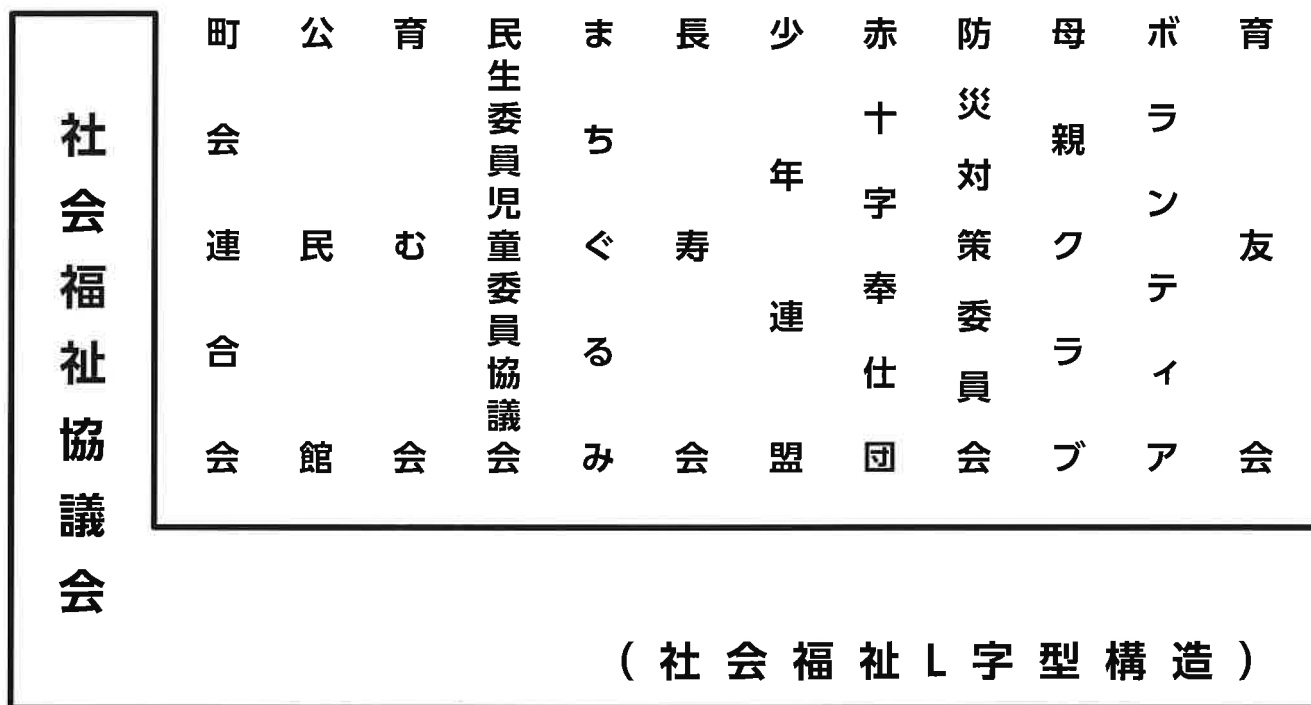 社会福祉協議会
町会連合会
公民館
育む会
民生委員児童委員協議会
まちぐるみ
長寿会
少年連盟
赤十字奉仕団
防災対策委員会
母親クラブ
ボランティア
育友会
(社会福祉L字型構造)